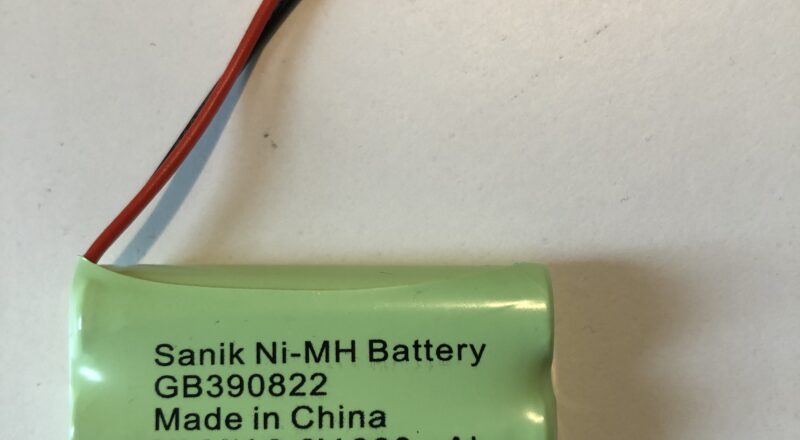 Sanik Ni-MH Battery
GB390822
Made in China